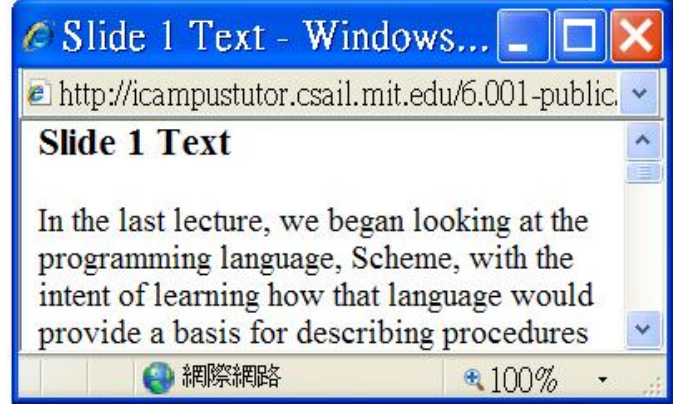 Slide 1 Text - Windows...
http://icampustutor.csail.mit.edu/6.001-public.
Slide 1 Text
In the last lecture, we began looking at the
programming language, Scheme, with the
intent of learning how that language would
provide a basis for describing procedures
網際網路
100%